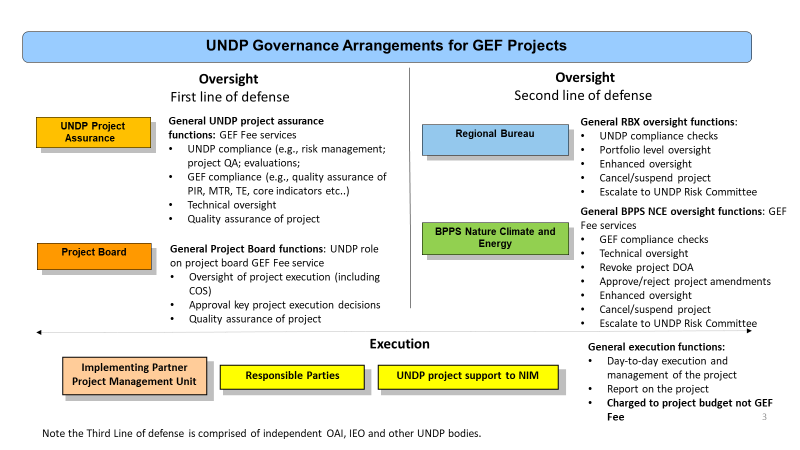 UNDP Governance Arrangements for GEF Projects
Oversight
First line of defense
UNDP Project
Assurance
General UNDP project assurance
functions: GEF Fee services
• UNDP compliance (e.g., risk management;
project QA; evaluations;
• GEF compliance (e.g., quality assurance of
PIR, MTR, TE, core indicators etc..)
• Technical oversight
• Quality assurance of project
Project Board
General Project Board functions: UNDP role
on project board GEF Fee service
• Oversight of project execution (including
COS)
• Approval key project execution decisions
• Quality assurance of project
Oversight
Second line of defense
Regional Bureau
General RBX oversight functions:
• UNDP compliance checks
• Portfolio level oversight
• Enhanced oversight
• Cancel/suspend project
• Escalate to UNDP Risk Committee
BPPS Nature Climate and
Energy
General BPPS NCE oversight functions: GEF
Fee services
• GEF compliance checks
• Technical oversight
• Revoke project DOA
• Approve/reject project amendments
• Enhanced oversight
• Cancel/suspend project
• Escalate to UNDP Risk Committee
Execution
Implementing Partner
Project Management Unit
Responsible Parties
UNDP project support to NIM
General execution functions:
• Day-to-day execution and
management of the project
• Report on the project
• Charged to project budget not GEF
Fee
3
Note the Third Line of defense is comprised of independent OAI, IEO and other UNDP bodies.